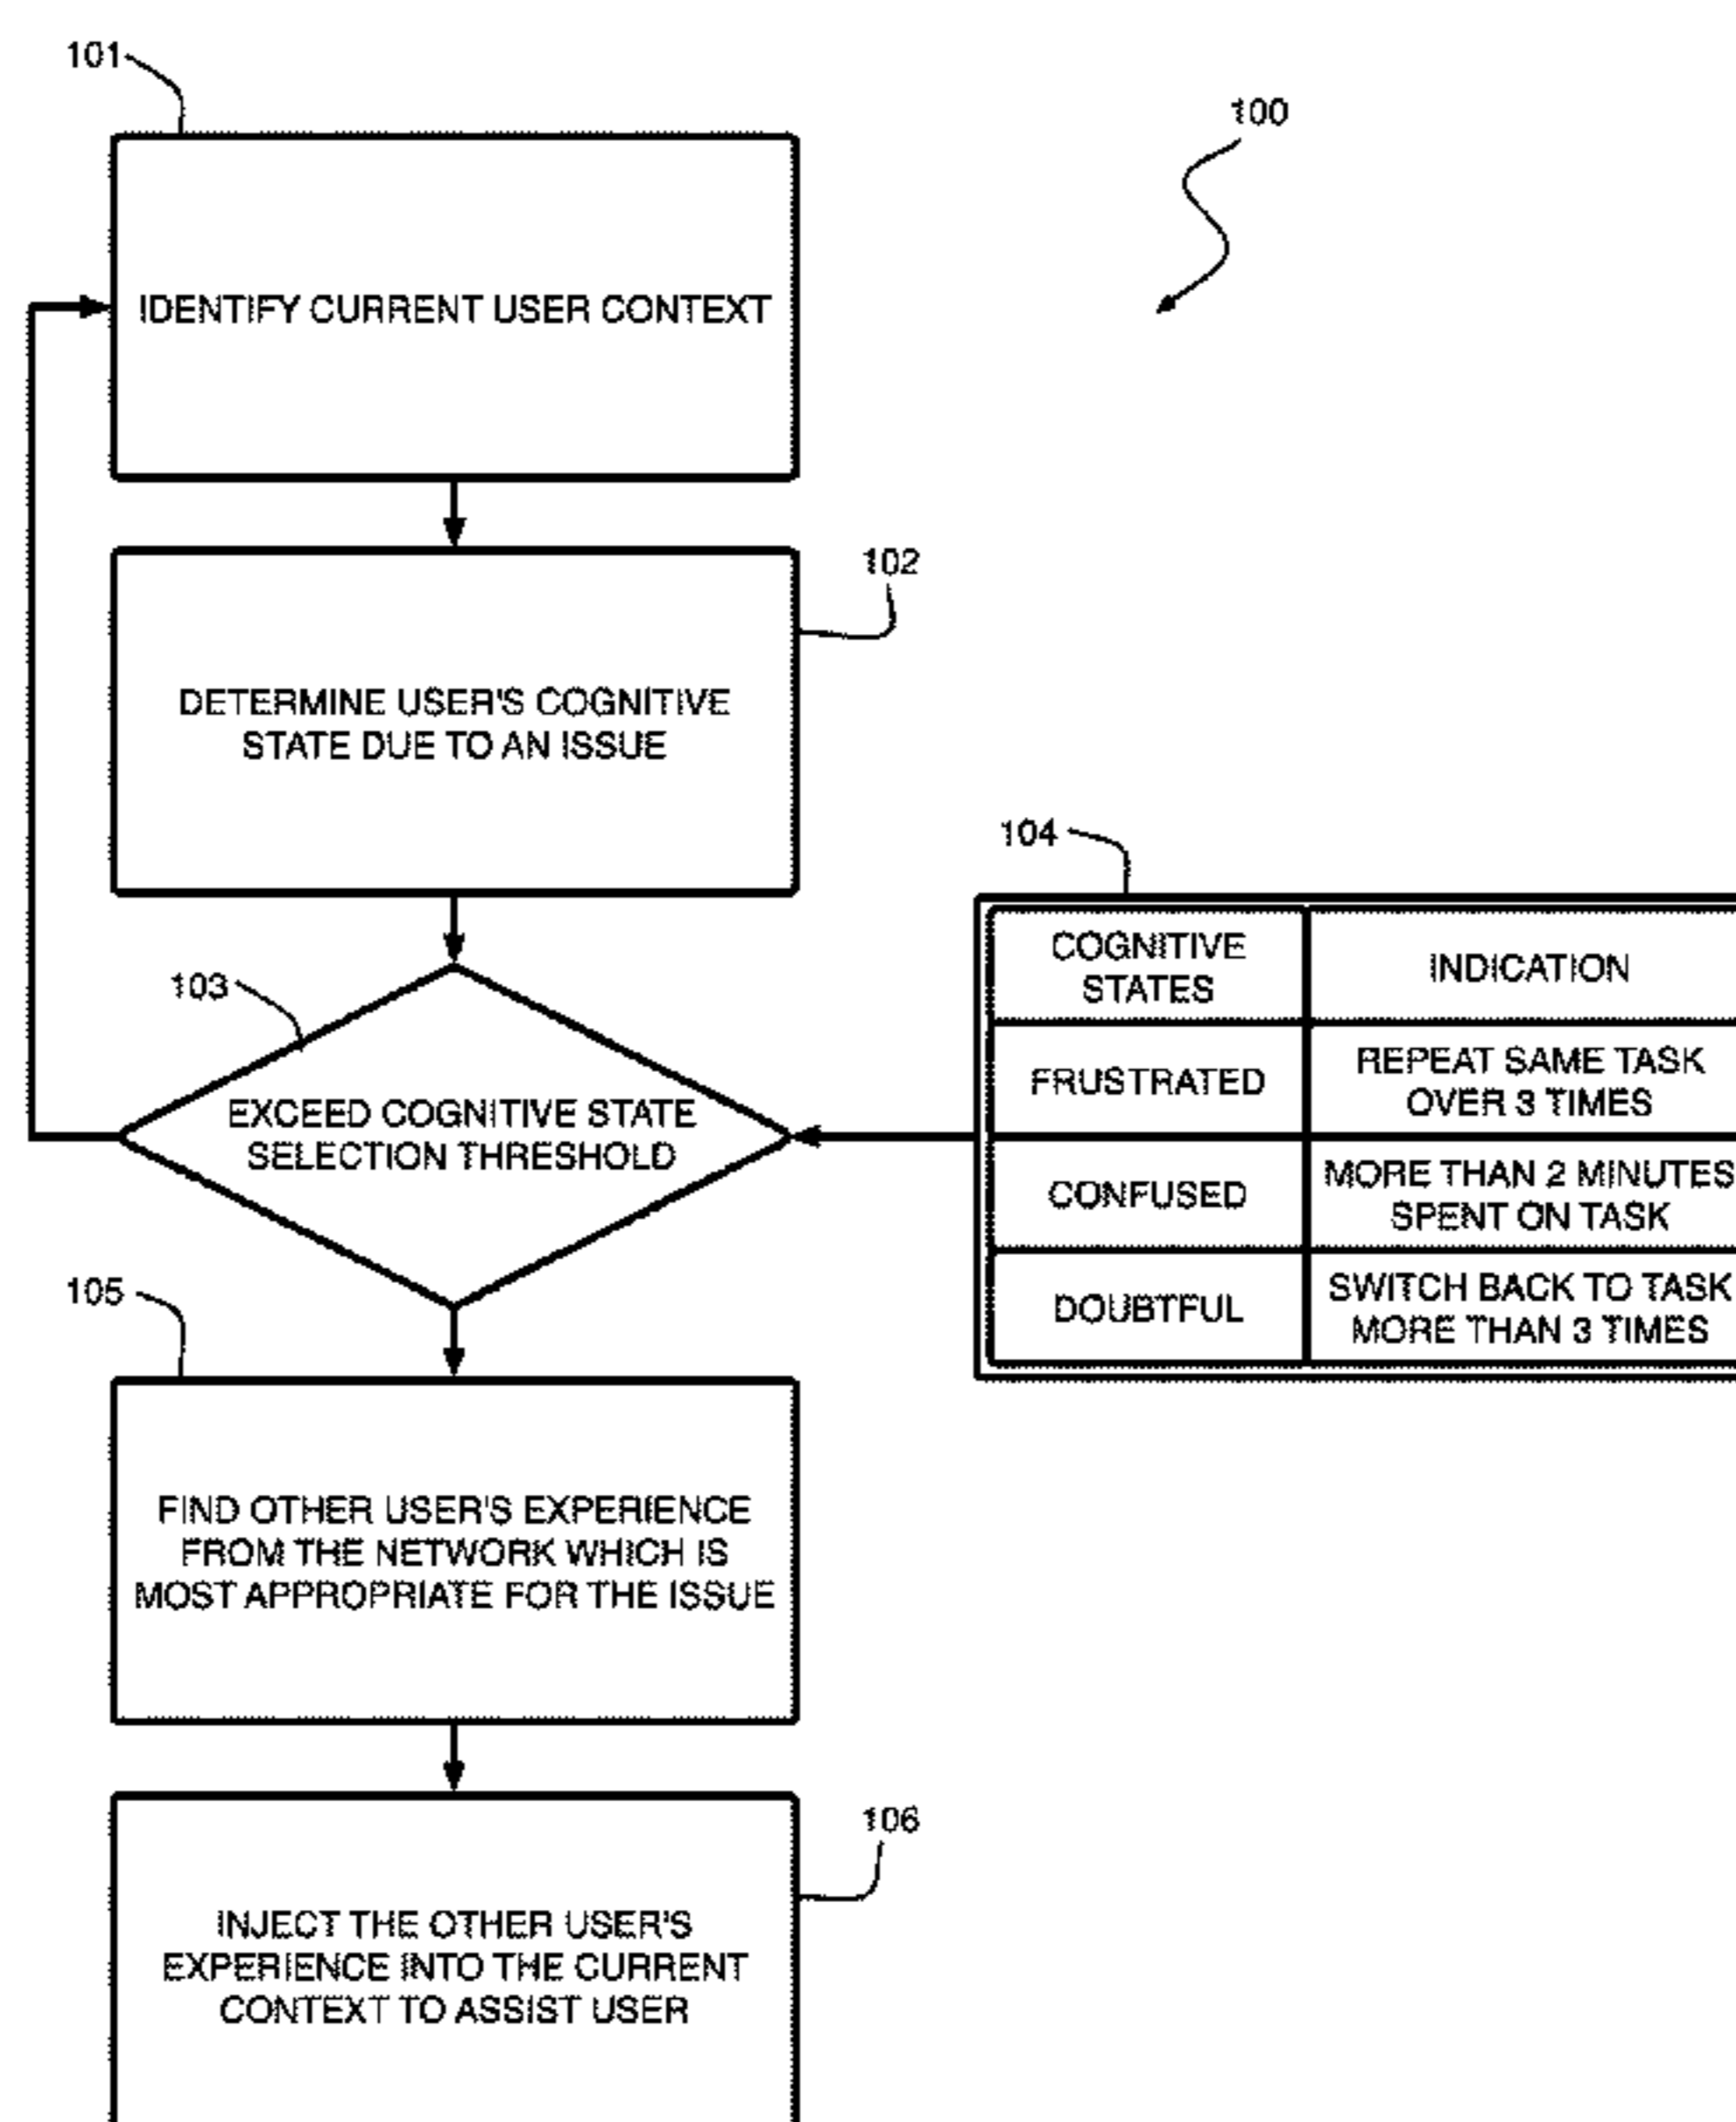 101
100
IDENTIFY CURRENT USER CONTEXT
102
DETERMINE USER'S COGNITIVE
STATE DUE TO AN ISSUE
104
COGNITIVE
STATES
INDICATION
FRUSTRATED
REPEAT SAME TASK
OVER 3 TIMES
CONFUSED
MORE THAN 2 MINUTES
SPENT ON TASK
DOUBTFUL
SWITCH BACK TO TASK
MORE THAN 3 TIMES
103
EXCEED COGNITIVE STATE
SELECTION THRESHOLD
105
FIND OTHER USER'S EXPERIENCE
FROM THE NETWORK WHICH IS
MOST APPROPRIATE FOR THE ISSUE
106
INJECT THE OTHER USER'S
EXPERIENCE INTO THE CURRENT
CONTEXT TO ASSIST USER